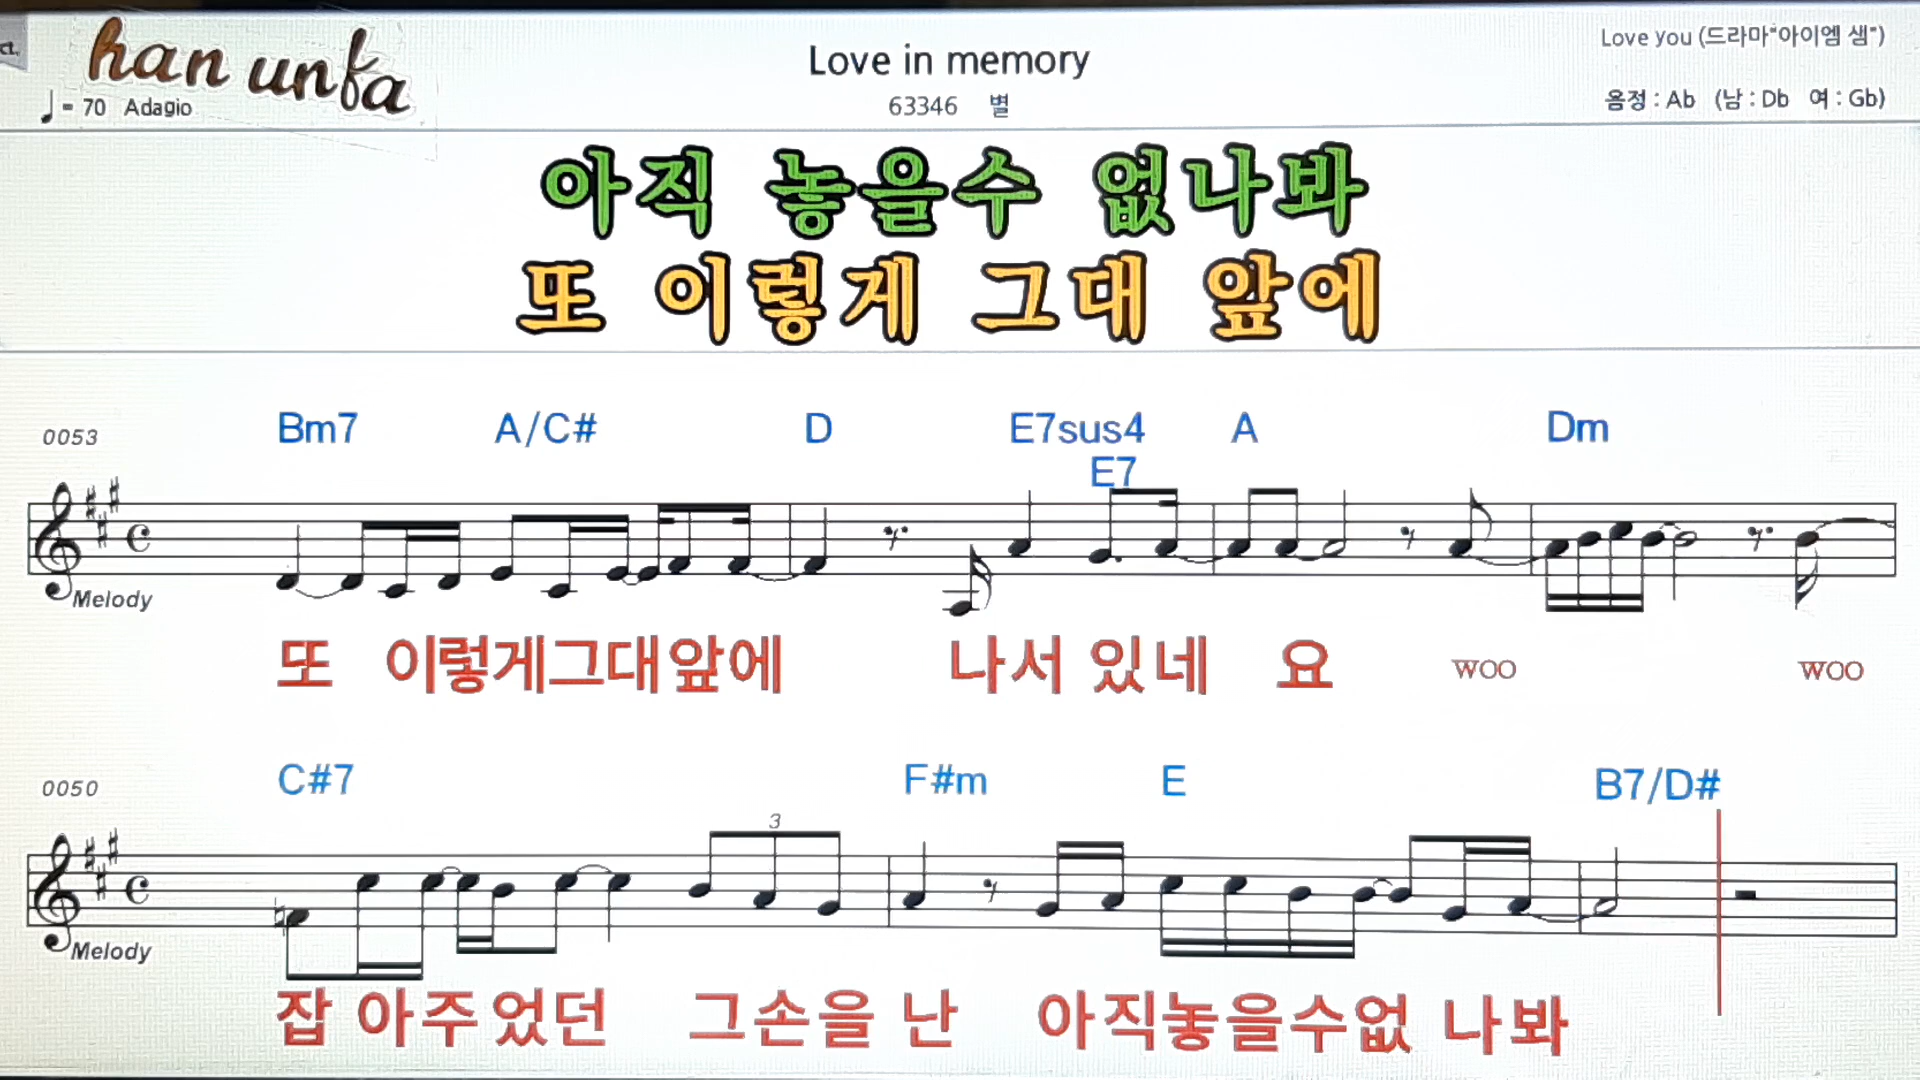 ct.
han unfa
♩= 70 Adagio
Love in memory
63346 별
Love you (드라마"아이엠 샘")
음정 : Ab (남 : Db 여 : Gb)
아직 놓을수 없나봐
또 이렇게 그대 앞에
0053
Bm7 A/C# D E7sus4 A Dm
E7
Melody
또 이렇게그대앞에 나서 있네 요 woo woo
0050
C#7 F#m E B7/D#
3
Melody
잡 아주었던 그손을 난 아직놓을수없 나봐